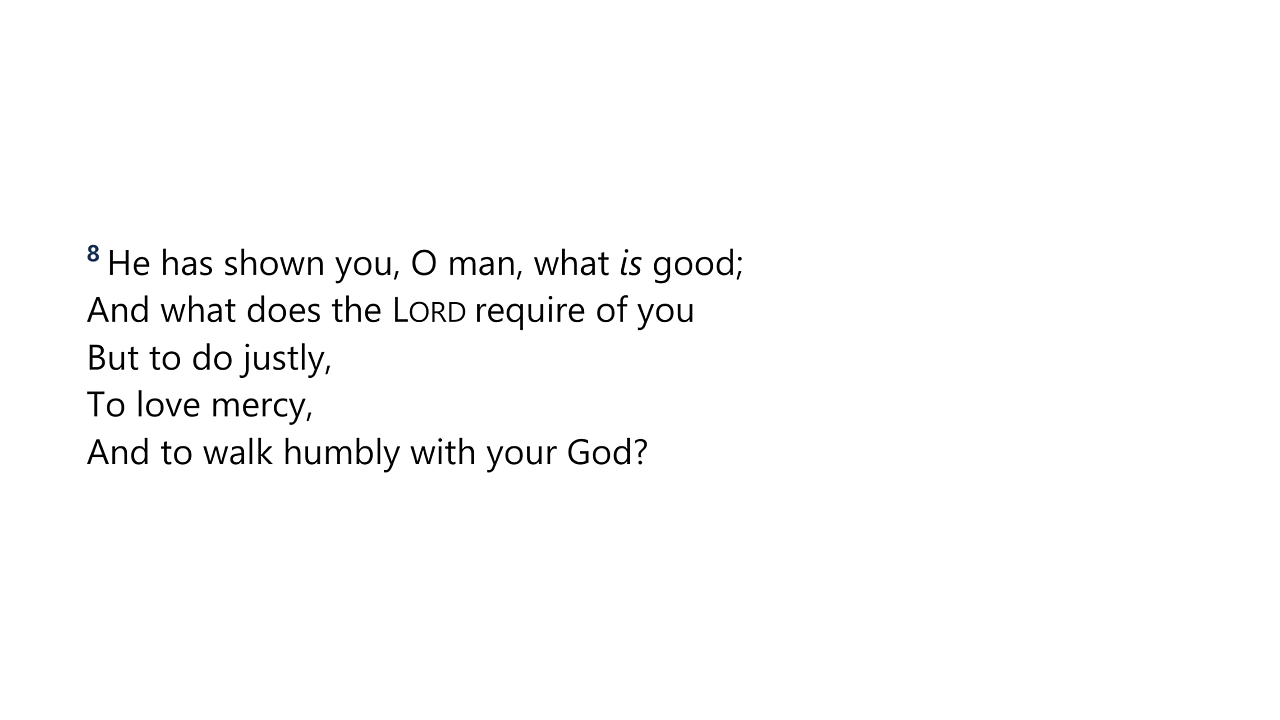 8 He has shown you, O man, what is good;
And what does the LORD require of you
But to do justly,
To love mercy,
And to walk humbly with your God?